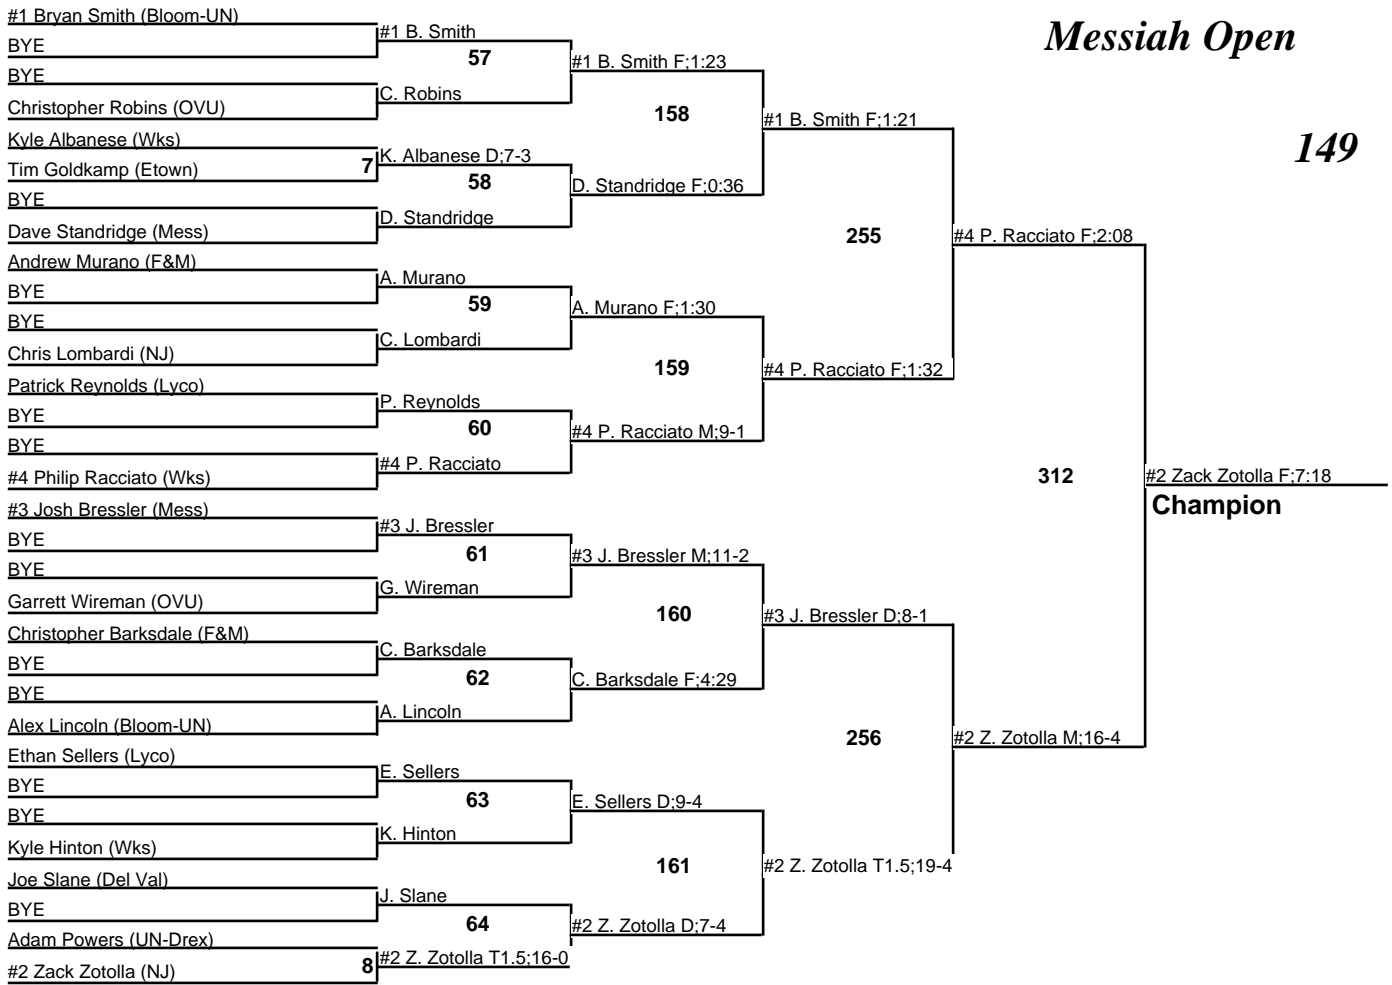 Messiah Open
149
#1 Bryan Smith (Bloom-UN)
BYE
BYE
Christopher Robins (OVU)
Kyle Albanese (Wks)
Tim Goldkamp (Etown)
7
BYE
Dave Standridge (Mess)
Andrew Murano (F&M)
BYE
BYE
Chris Lombardi (NJ)
Patrick Reynolds (Lyco)
BYE
BYE
#4 Philip Racciato (Wks)
#3 Josh Bressler (Mess)
BYE
BYE
Garrett Wireman (OVU)
Christopher Barksdale (F&M)
BYE
BYE
Alex Lincoln (Bloom-UN)
Ethan Sellers (Lyco)
BYE
BYE
Kyle Hinton (Wks)
Joe Slane (Del Val)
BYE
Adam Powers (UN-Drex)
8
#2 Zack Zotolla (NJ)
#1 B. Smith
57
C. Robins
K. Albanese D;7-3
58
D. Standridge
A. Murano
59
C. Lombardi
P. Reynolds
60
#4 P. Racciato
#3 J. Bressler
61
G. Wireman
C. Barksdale
62
A. Lincoln
E. Sellers
63
K. Hinton
J. Slane
64
#2 Z. Zotolla T1.5;16-0
#1 B. Smith F;1:23
158
D. Standridge F;0:36
A. Murano F;1:30
159
#4 P. Racciato M;9-1
#3 J. Bressler M;11-2
160
C. Barksdale F;4:29
E. Sellers D;9-4
161
#2 Z. Zotolla D;7-4
#1 B. Smith F;1:21
255
#4 P. Racciato F;1:32
#3 J. Bressler D;8-1
256
#2 Z. Zotolla T1.5;19-4
#4 P. Racciato F;2:08
312
#2 Z. Zotolla M;16-4
#2 Zack Zotolla F;7:18
Champion